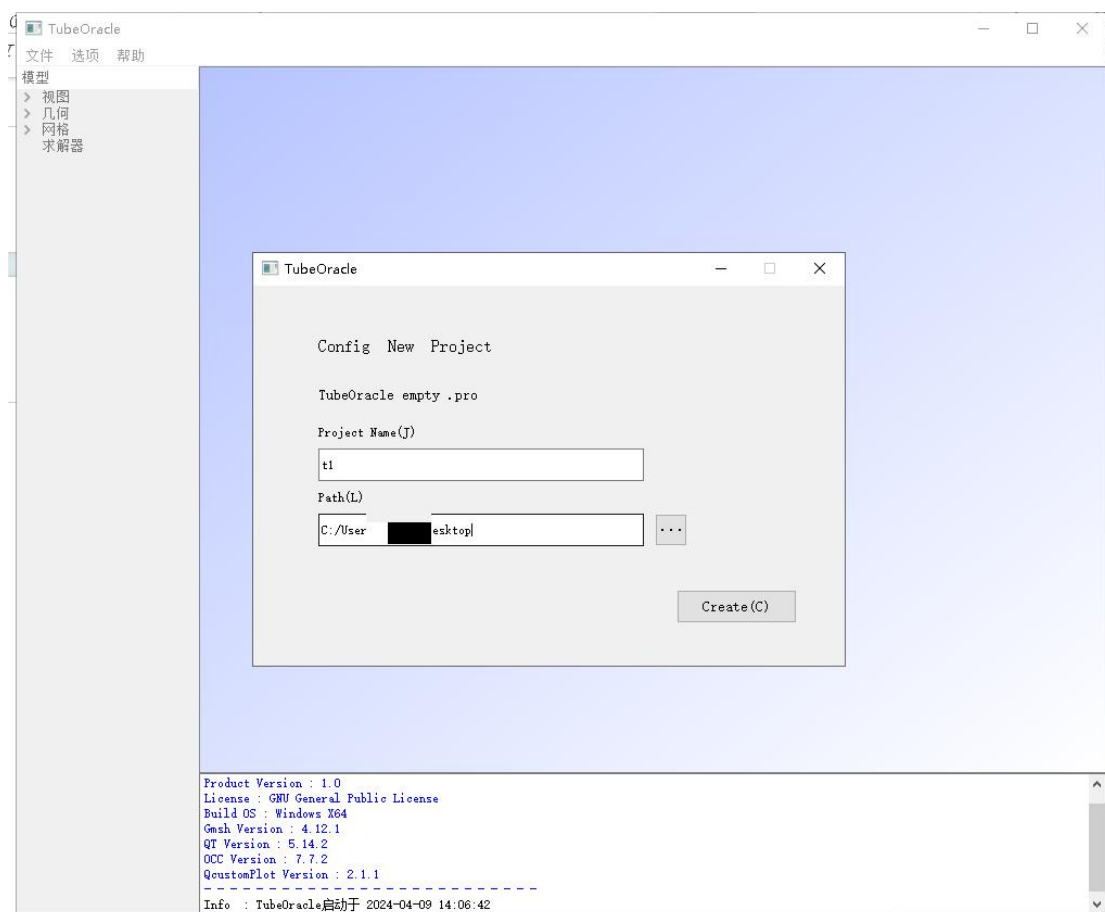 TubeOracle
文件 选项 帮助
模型
视图
几何
网格
求解器
TubeOracle
Config New Project
TubeOracle empty .pro
Project Name(J)
t1
Path(L)
C:/User esktop
...
Create(C)
Product Version : 1.0
License : GNU General Public License
Build OS : Windows X64
Gmsh Version : 4.12.1
QT Version : 5.14.2
OCC Version : 7.7.2
QcustomPlot Version : 2.1.1
- - - - - - - - - - - - - - - - - - - - - - - - - - -
Info : TubeOracle启动于 2024-04-09 14:06:42